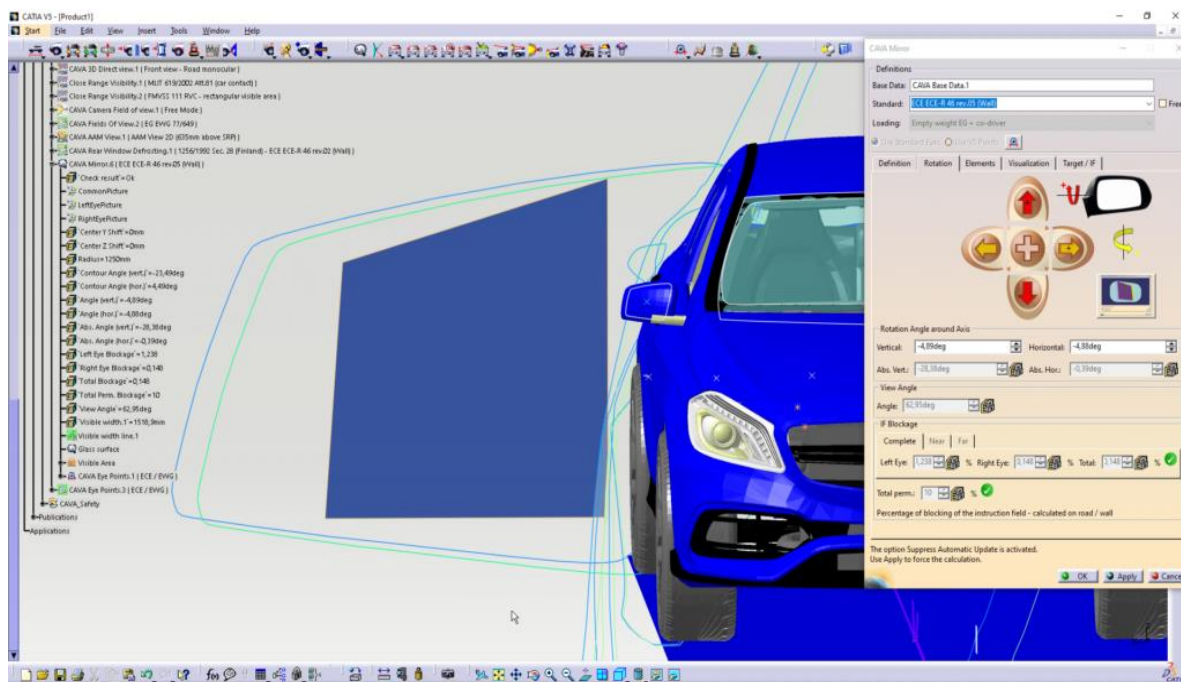 CATIA V5 - [Product1]
Start File Edit View Insert Tools Window Help
CAVA 3D Direct view.1 ( Front view - Road monocular )
Close Range Visibility.1 ( MLIT 619/2002 Att.81 (car contact) )
Close Range Visibility.2 ( FMVSS 111 RVC - rectangular visible area )
CAVA Camera Field of view.1 ( Free Mode )
CAVA Fields Of View.2 ( EG EWG 77/649 )
CAVA AAM View.1 ( AAM View 2D (635mm above SRP) )
CAVA Rear Window Defrosting.1 ( 1256/1992 Sec. 28 (Finland) - ECE ECE-R 46 rev.02 (Wall) )
CAVA Mirror.6 ( ECE ECE-R 46 rev.05 (Wall) )
`Check result`=Ok
CommonPicture
LeftEyePicture
RightEyePicture
`Center Y Shift`=0mm
`Center Z Shift`=0mm
Radius=1250mm
`Contour Angle (vert.)`=-23,49deg
`Contour Angle (hor.)`=4,49deg
`Angle (vert.)`=-4,89deg
`Angle (hor.)`=-4,88deg
`Abs. Angle (vert.)`=-28,38deg
`Abs. Angle (hor.)`=-0,39deg
`Left Eye Blockage`=1,238
`Right Eye Blockage`=0,148
`Total Blockage`=0,148
`Total Perm. Blockage`=10
`View Angle`=62,95deg
`Visible width.1`=1518,9mm
Visible width line.1
Glass surface
Visible Area
CAVA Eye Points.1 ( ECE / EWG )
CAVA Eye Points.3 ( ECE / EWG )
CAVA_Safety
Publications
Applications
CAVA Mirror
Definitions
Base Data: CAVA Base Data.1
Standard: ECE ECE-R 46 rev.05 (Wall) Free
Loading: Empty weight EG + co-driver
Use Standard Eyes Use V1 Points
Definition Rotation Elements Visualization Target / IF
Rotation Angle around Axis
Vertical: -4,89deg Horizontal: -4,88deg
Abs. Vert.: -28,38deg Abs. Hor.: -0,39deg
View Angle
Angle: 62,95deg
IF Blockage
Complete Near Far
Left Eye: 1,238 % Right Eye: 0,148 % Total: 0,148 %
Total perm.: 10 %
Percentage of blocking of the instruction field - calculated on road / wall
The option Suppress Automatic Update is activated.
Use Apply to force the calculation.
OK Apply Cance